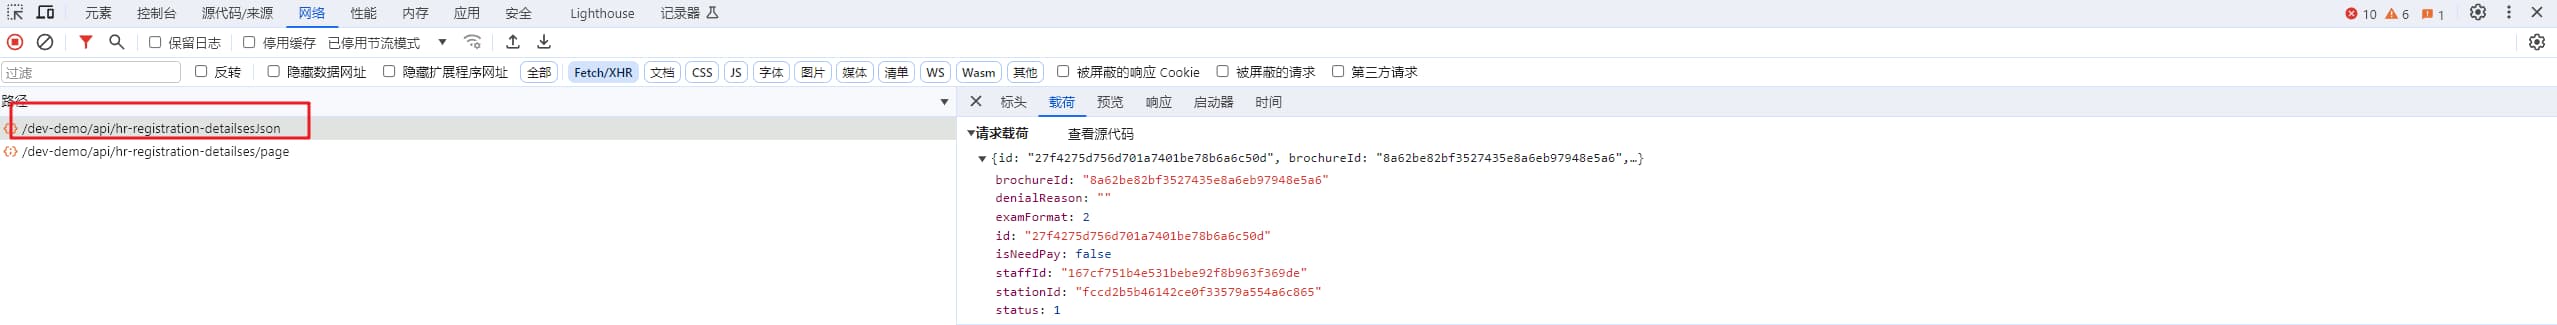 元素 控制台 源代码/来源 网络 性能 内存 应用 安全 Lighthouse 记录器 10 6 1
保留日志 停用缓存 已停用节流模式
过滤 反转 隐藏数据网址 隐藏扩展程序网址 全部 Fetch/XHR 文档 CSS JS 字体 图片 媒体 清单 WS Wasm 其他 被屏蔽的响应 Cookie 被屏蔽的请求 第三方请求
路径
/dev-demo/api/hr-registration-detailsesJson
/dev-demo/api/hr-registration-detailses/page
标头 载荷 预览 响应 启动器 时间
请求载荷 查看源代码
{id: "27f4275d756d701a7401be78b6a6c50d", brochureId: "8a62be82bf3527435e8a6eb97948e5a6",…}
brochureId: "8a62be82bf3527435e8a6eb97948e5a6"
denialReason: ""
examFormat: 2
id: "27f4275d756d701a7401be78b6a6c50d"
isNeedPay: false
staffId: "167cf751b4e531bebe92f8b963f369de"
stationId: "fccd2b5b46142ce0f33579a554a6c865"
status: 1